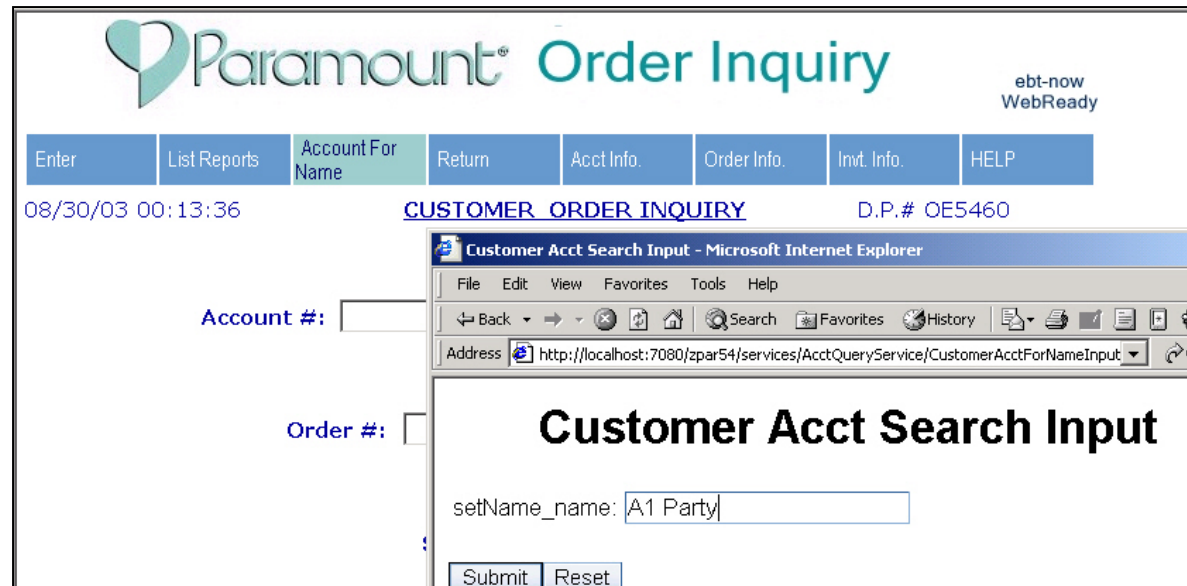 Paramount® Order Inquiry
ebt-now
WebReady
Enter List Reports Account For Name Return Acct Info. Order Info. Invt. Info. HELP
08/30/03 00:13:36 CUSTOMER ORDER INQUIRY D.P.# OE5460
Customer Acct Search Input - Microsoft Internet Explorer
File Edit View Favorites Tools Help
Account #:
Back Search Favorites History
Address http://localhost:7080/zpar54/services/AcctQueryService/CustomerAcctForNameInput
Order #:
Customer Acct Search Input
setName_name: A1 Party
Submit Reset